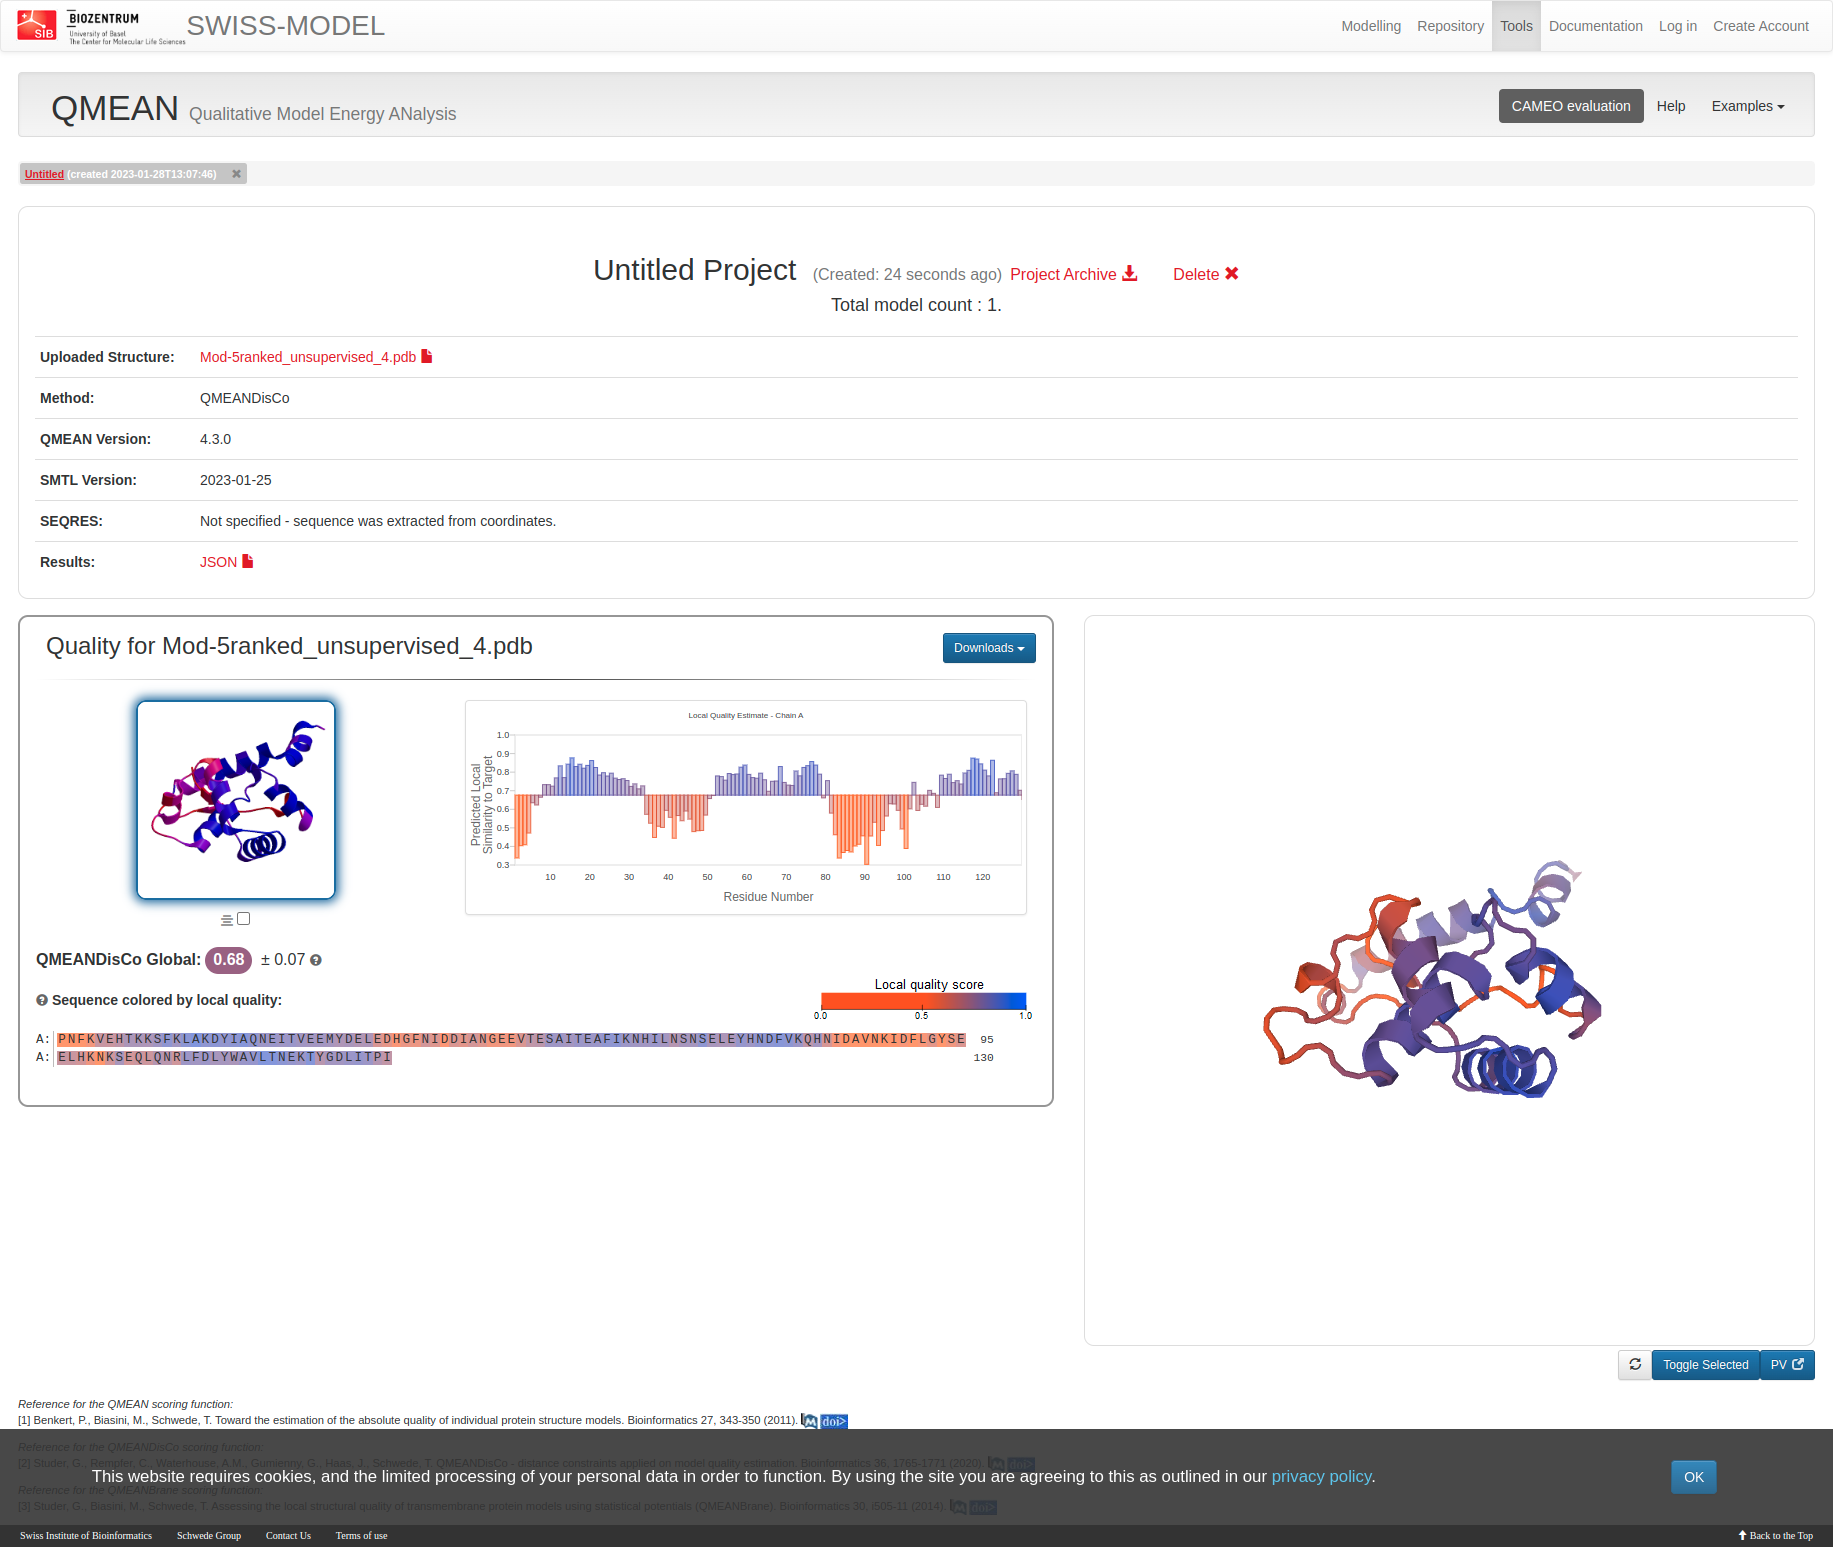 SIB
BIOZENTRUM
University of Basel
The Center for Molecular Life Sciences
SWISS-MODEL
Modelling Repository Tools Documentation Log in Create Account
QMEAN Qualitative Model Energy ANalysis
CAMEO evaluation Help Examples
Untitled (created 2023-01-28T13:07:46)
Untitled Project (Created: 24 seconds ago) Project Archive Delete
Total model count : 1.
Uploaded Structure: Mod-5ranked_unsupervised_4.pdb
Method: QMEANDisCo
QMEAN Version: 4.3.0
SMTL Version: 2023-01-25
SEQRES: Not specified - sequence was extracted from coordinates.
Results: JSON
Quality for Mod-5ranked_unsupervised_4.pdb
Downloads
Local Quality Estimate - Chain A
Predicted Local
Similarity to Target
1.0
0.9
0.8
0.7
0.6
0.5
0.4
0.3
10 20 30 40 50 60 70 80 90 100 110 120
Residue Number
QMEANDisCo Global: 0.68 ± 0.07
Sequence colored by local quality:
Local quality score
0.0 0.5 1.0
A: PNFKVEHTKKSFKLAKDYIAQNEITVEEMYDELEDHGFNIDDIANGEEVTESAITEAFIKNHILNSNSELEYHNDFVKQHNIDAVNKIDFLGYSE 95
A: ELHKNKSEQLQNRLFDLYWAVLTNEKTYGDLITPI 130
Toggle Selected PV
Reference for the QMEAN scoring function:
[1] Benkert, P., Biasini, M., Schwede, T. Toward the estimation of the absolute quality of individual protein structure models. Bioinformatics 27, 343-350 (2011). M doi>
Reference for the QMEANDisCo scoring function:
[2] Studer, G., Rempfer, C., Waterhouse, A.M., Gumienny, G., Haas, J., Schwede, T. QMEANDisCo - distance constraints applied on model quality estimation. Bioinformatics 36, 1765-1771 (2020). M doi>
This website requires cookies, and the limited processing of your personal data in order to function. By using the site you are agreeing to this as outlined in our privacy policy.
OK
Reference for the QMEANBrane scoring function:
[3] Studer, G., Biasini, M., Schwede, T. Assessing the local structural quality of transmembrane protein models using statistical potentials (QMEANBrane). Bioinformatics 30, i505-11 (2014). M doi>
Swiss Institute of Bioinformatics Schwede Group Contact Us Terms of use
Back to the Top